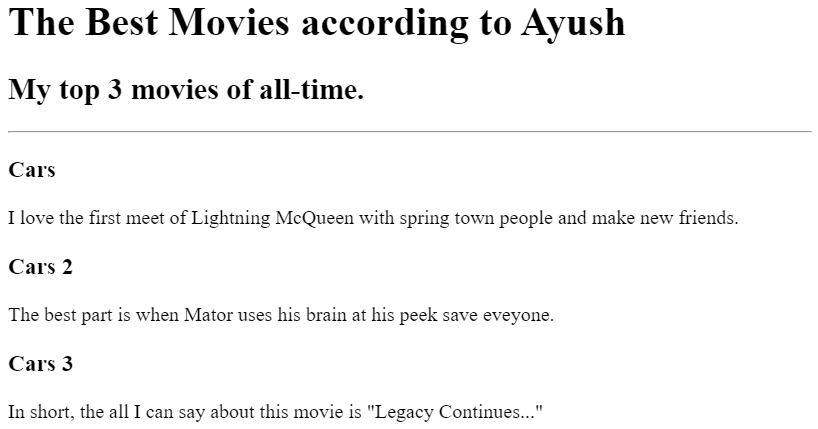 The Best Movies according to Ayush
My top 3 movies of all-time.
Cars
I love the first meet of Lightning McQueen with spring town people and make new friends.
Cars 2
The best part is when Mator uses his brain at his peek save eveyone.
Cars 3
In short, the all I can say about this movie is "Legacy Continues..."